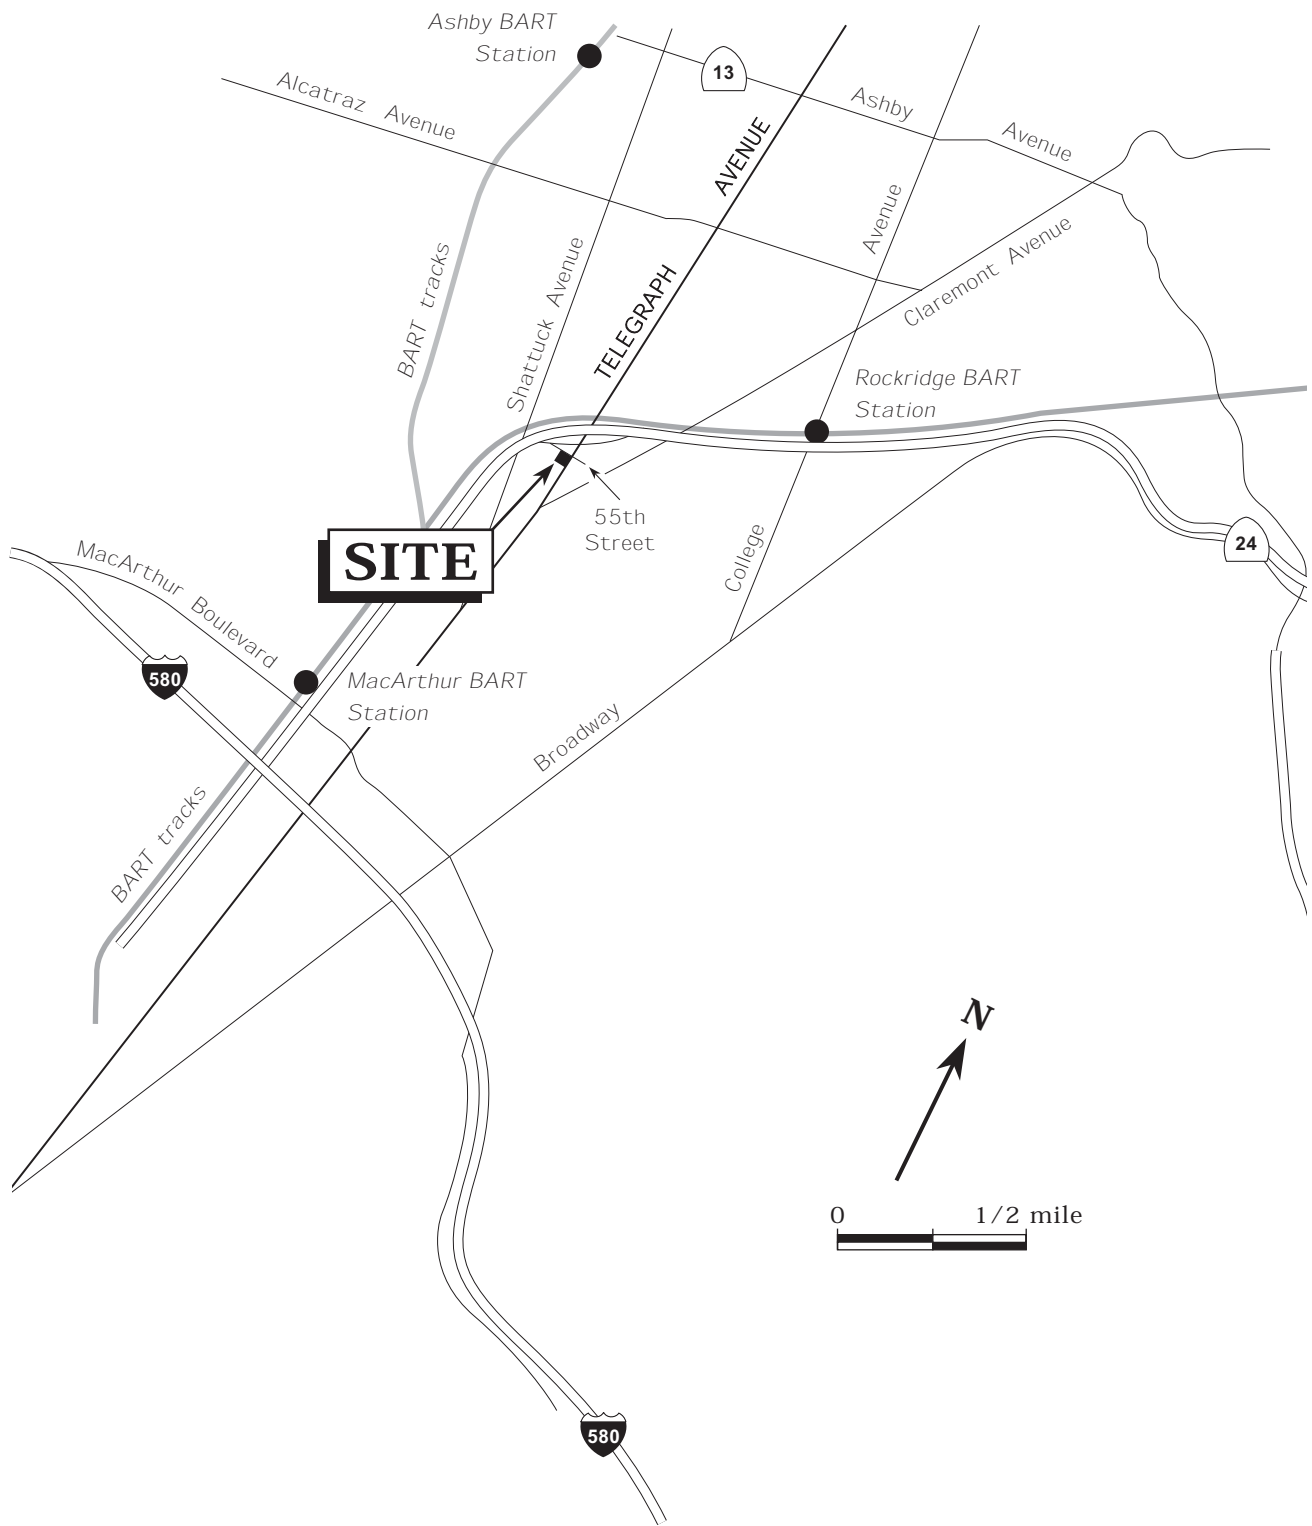 Ashby BART
Station
13
Alcatraz Avenue
Ashby Avenue
TELEGRAPH AVENUE
Avenue
BART tracks
Shattuck Avenue
Claremont Avenue
Rockridge BART
Station
55th
Street
SITE
24
College
MacArthur Boulevard
580
MacArthur BART
Station
Broadway
BART tracks
N
0 1/2 mile
580